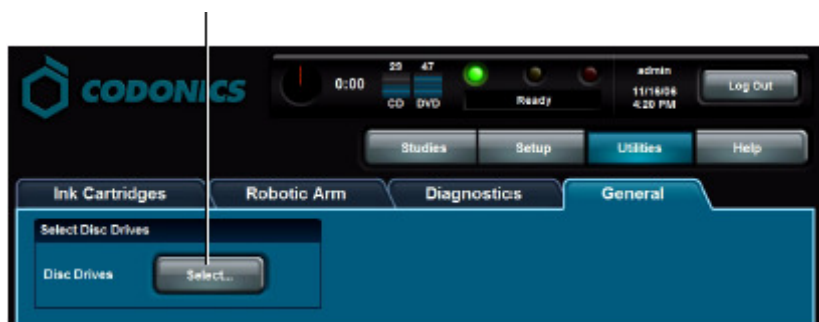 CODONICS
0:00
29 47
CD DVD
Ready
admin
11/16/06
4:20 PM
Log Out
Studies Setup Utilities Help
Ink Cartridges Robotic Arm Diagnostics General
Select Disc Drives
Disc Drives Select...